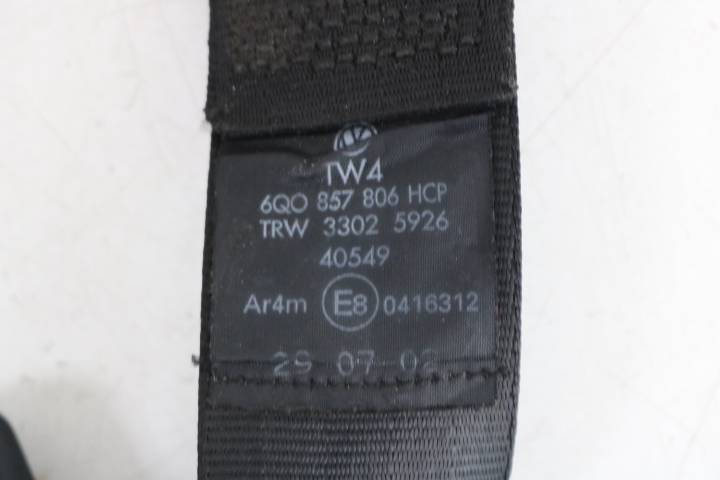 TW4
6Q0 857 806 HCP
TRW 3302 5926
40549
Ar4m E8 0416312
29 07 02